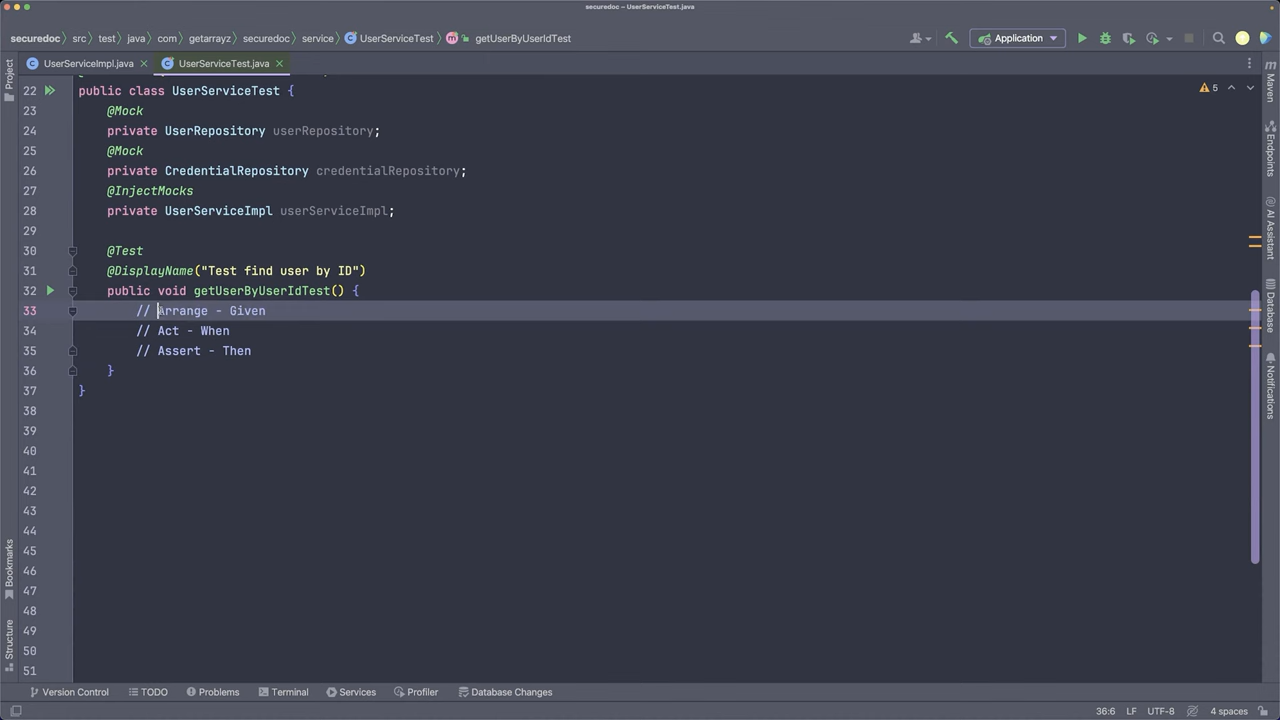 securedoc – UserServiceTest.java
securedoc src test java com getarrayz securedoc service UserServiceTest m getUserByUserIdTest Application
Project
UserServiceImpl.java UserServiceTest.java
22 public class UserServiceTest {
5
23 @Mock
24 private UserRepository userRepository;
25 @Mock
26 private CredentialRepository credentialRepository;
27 @InjectMocks
28 private UserServiceImpl userServiceImpl;
29
30 @Test
31 @DisplayName("Test find user by ID")
32 public void getUserByUserIdTest() {
33 // Arrange - Given
34 // Act - When
35 // Assert - Then
36 }
37 }
38
39
40
41
42
43
44
45
46
47
48
49
50
51
m
Maven
Endpoints
AI Assistant
Database
Notifications
Bookmarks
Structure
Version Control TODO Problems Terminal Services Profiler Database Changes
36:6 LF UTF-8 4 spaces